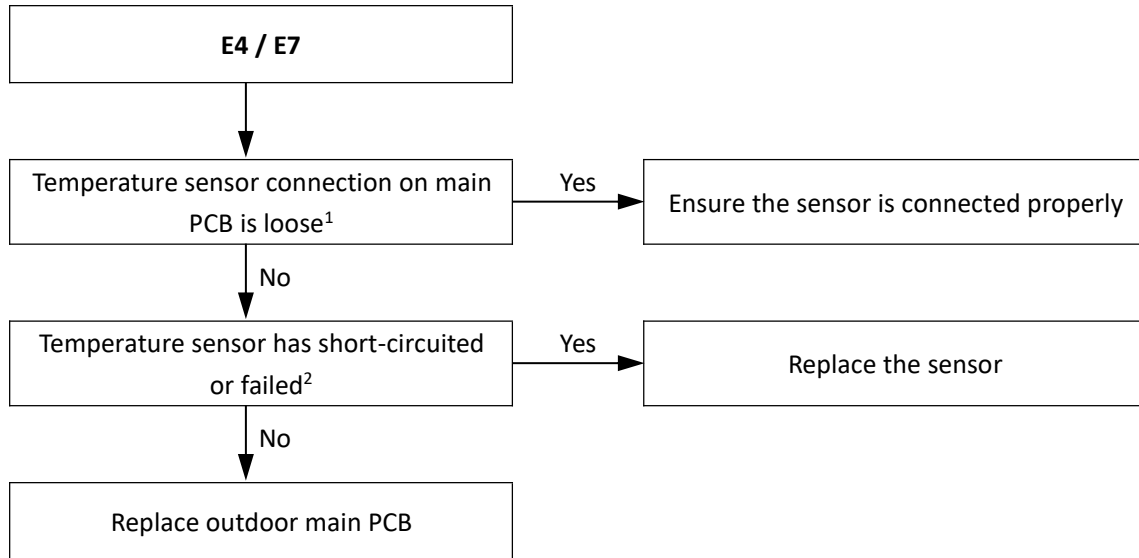 E4 / E7
Temperature sensor connection on main
PCB is loose¹
Yes
Ensure the sensor is connected properly
No
Temperature sensor has short-circuited
or failed²
Yes
Replace the sensor
No
Replace outdoor main PCB